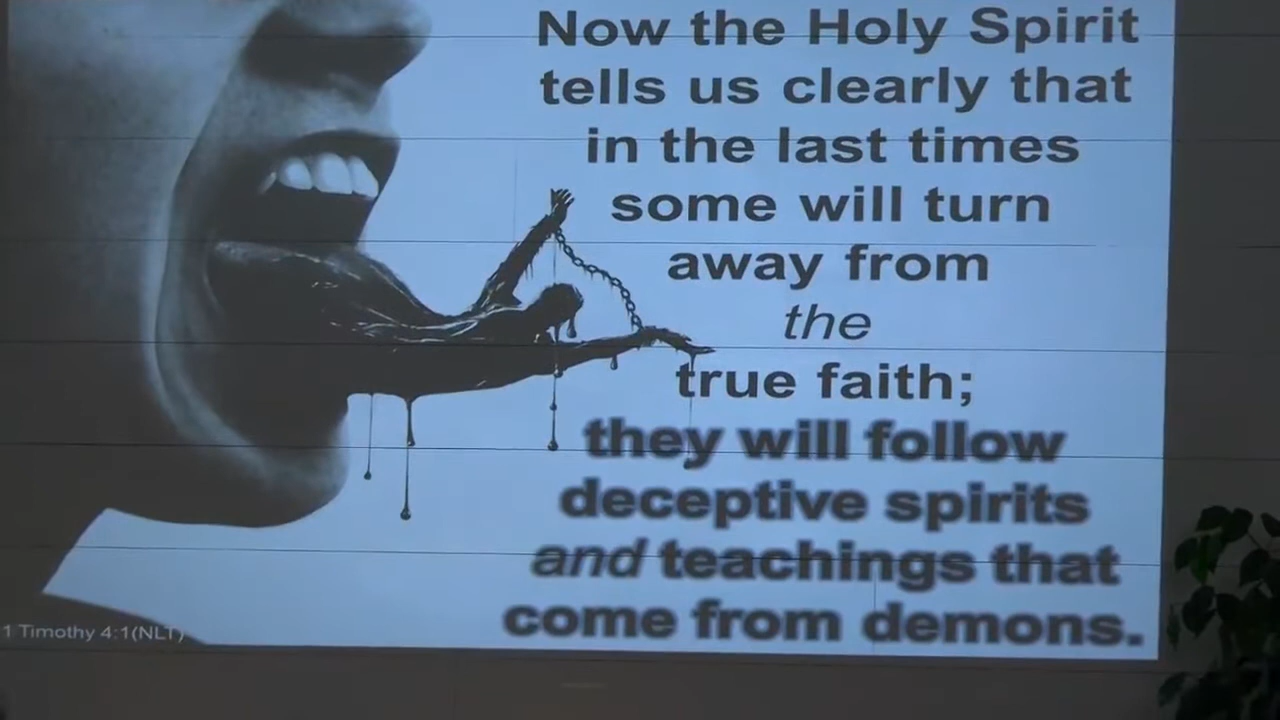 Now the Holy Spirit
tells us clearly that
in the last times
some will turn
away from
the
true faith;
they will follow
deceptive spirits
and teachings that
come from demons.
1 Timothy 4:1(NLT)